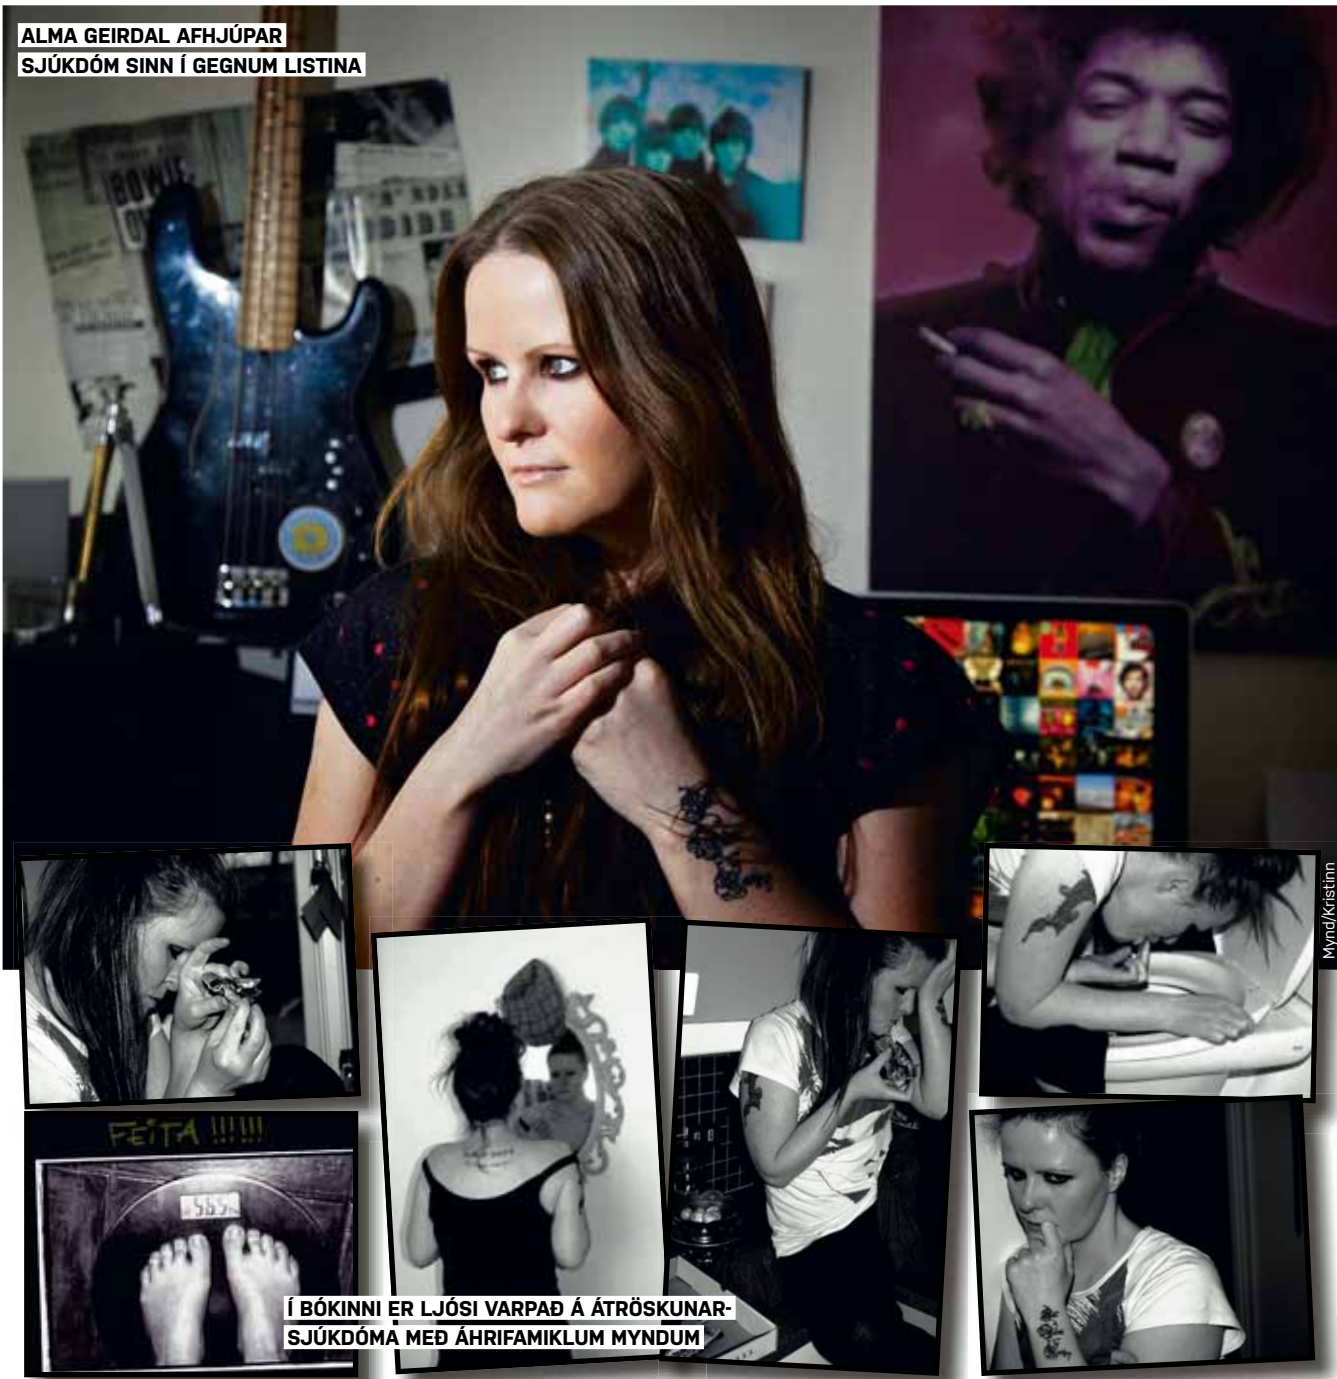 ALMA GEIRDAL AFHJÚPAR
SJÚKDÓM SINN Í GEGNUM LISTINA
BOWIE
Mynd/Kristinn
FEITA !!!!!
Í BÓKINNI ER LJÓSI VARPAÐ Á ÁTRÖSKUNAR-
SJÚKDÓMA MEÐ ÁHRIFAMIKLUM MYNDUM